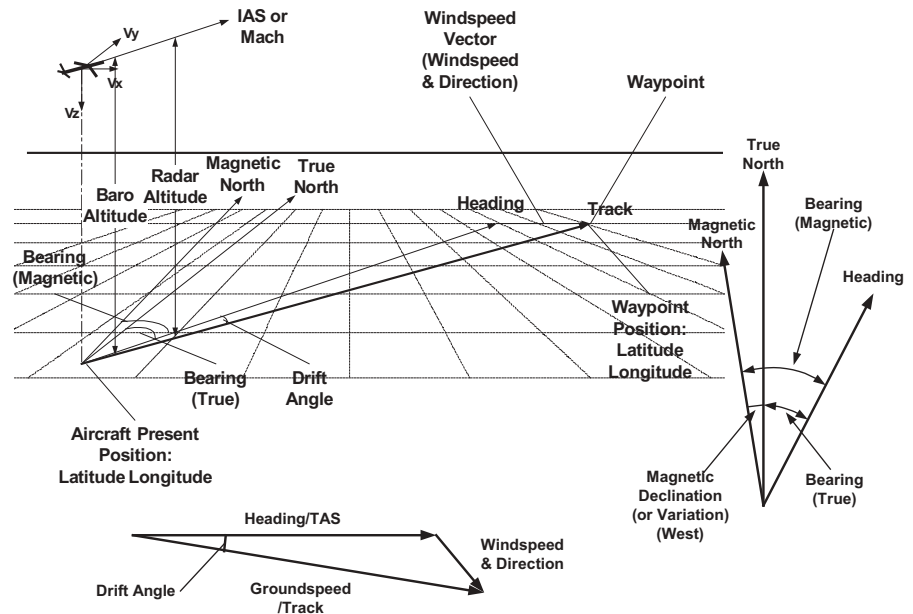 IAS or
Mach
Vy
Vx
Vz
Windspeed
Vector
(Windspeed
& Direction)
Waypoint
Magnetic
North
True
North
Radar
Altitude
Baro
Altitude
Heading
Track
Bearing
(Magnetic)
Bearing
(True)
Drift
Angle
Waypoint
Position:
Latitude
Longitude
Aircraft Present
Position:
Latitude Longitude
True
North
Magnetic
North
Bearing
(Magnetic)
Heading
Magnetic
Declination
(or Variation)
(West)
Bearing
(True)
Heading/TAS
Windspeed
& Direction
Drift Angle
Groundspeed
/Track